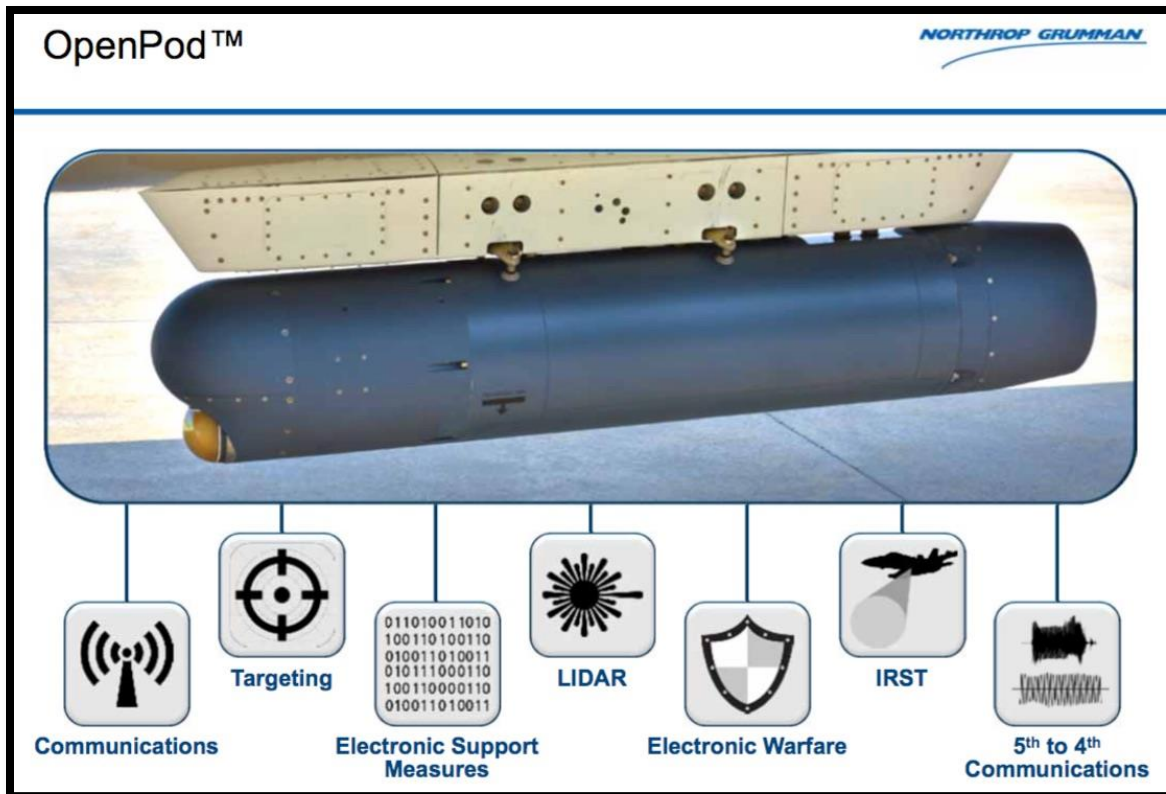 OpenPod™
NORTHROP GRUMMAN
Targeting
LIDAR
IRST
011010011010
100110100110
010011010011
010111000110
100110000110
010011010011
Communications
Electronic Support
Measures
Electronic Warfare
5th to 4th
Communications